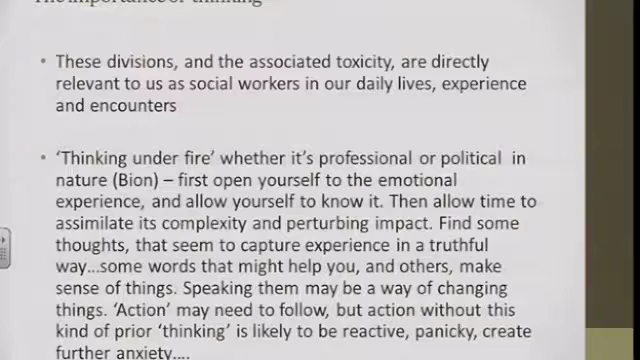 The importance of thinking
• These divisions, and the associated toxicity, are directly
relevant to us as social workers in our daily lives, experience
and encounters
• ‘Thinking under fire’ whether it’s professional or political in
nature (Bion) – first open yourself to the emotional
experience, and allow yourself to know it. Then allow time to
assimilate its complexity and perturbing impact. Find some
thoughts, that seem to capture experience in a truthful
way...some words that might help you, and others, make
sense of things. Speaking them may be a way of changing
things. ‘Action’ may need to follow, but action without this
kind of prior ‘thinking’ is likely to be reactive, panicky, create
further anxiety....